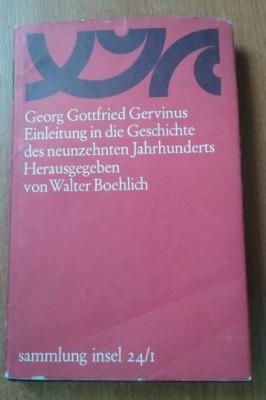 Georg Gottfried Gervinus
Einleitung in die Geschichte
des neunzehnten Jahrhunderts
Herausgegeben
von Walter Boehlich
sammlung insel 24/1